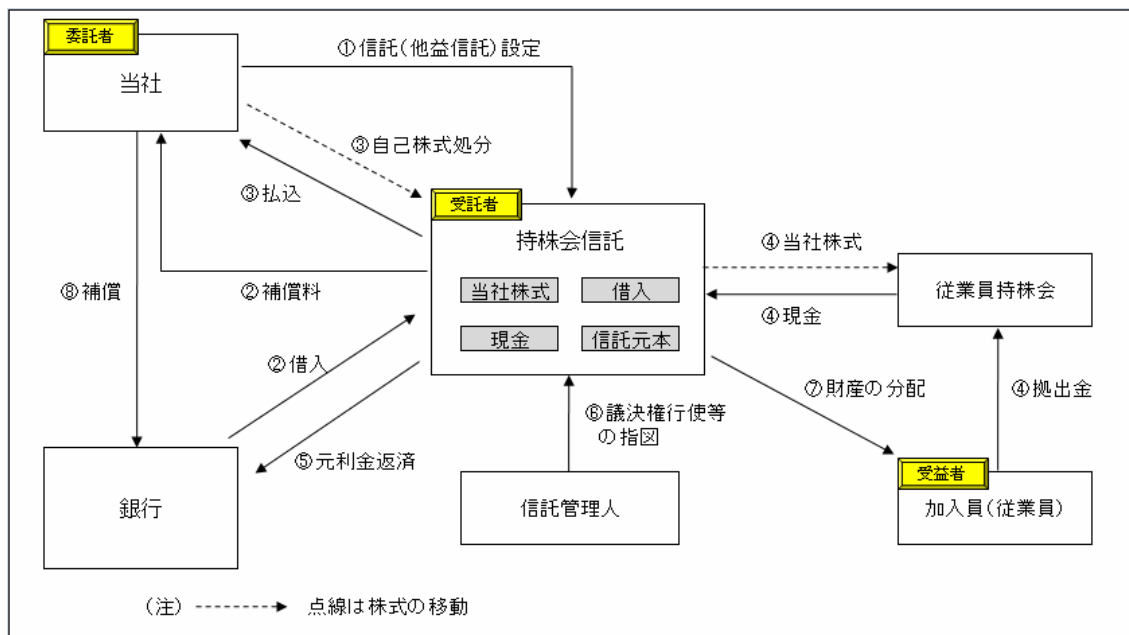 委託者
当社
①信託(他益信託)設定
③自己株式処分
③払込
受託者
持株会信託
④当社株式
当社株式
借入
従業員持株会
⑧補償
②補償料
④現金
現金
信託元本
②借入
⑦財産の分配
④拠出金
⑥議決権行使等
の指図
⑤元利金返済
受益者
銀行
信託管理人
加入員(従業員)
(注)
点線は株式の移動